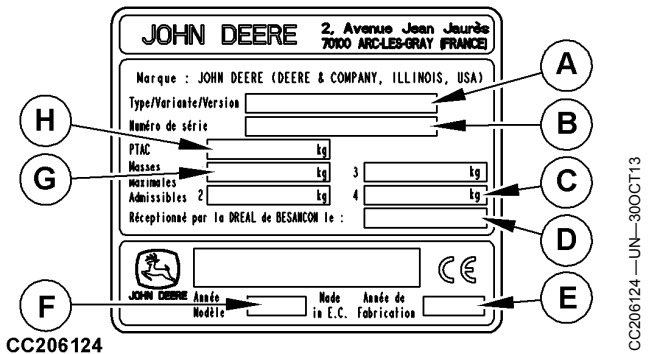 JOHN DEERE
2, Avenue Jean Jaurès
70100 ARC-LES-GRAY (FRANCE)
Marque : JOHN DEERE (DEERE & COMPANY, ILLINOIS, USA)
A
Type/Variante/Version
B
Numéro de série
H
PTAC kg
G
Masses kg 3 kg
Maximales
C
Admissibles 2 kg 4 kg
Réceptionné par la DREAL de BESANCON le :
D
CE
JOHN DEERE
F
Année Modèle
Made in E.C.
Année de Fabrication
E
CC206124
CC206124 —UN—30OCT13